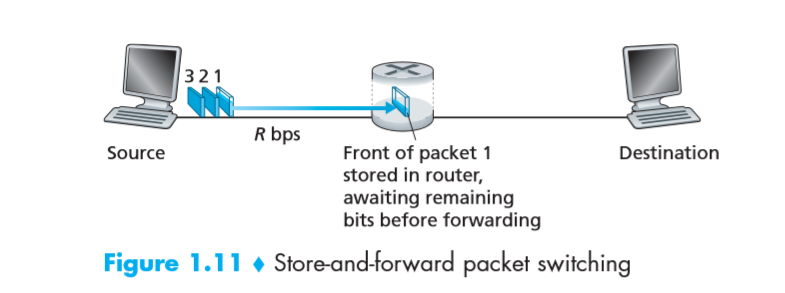 3 2 1
R bps
Source
Front of packet 1
stored in router,
awaiting remaining
bits before forwarding
Destination
Figure 1.11 ♦ Store-and-forward packet switching